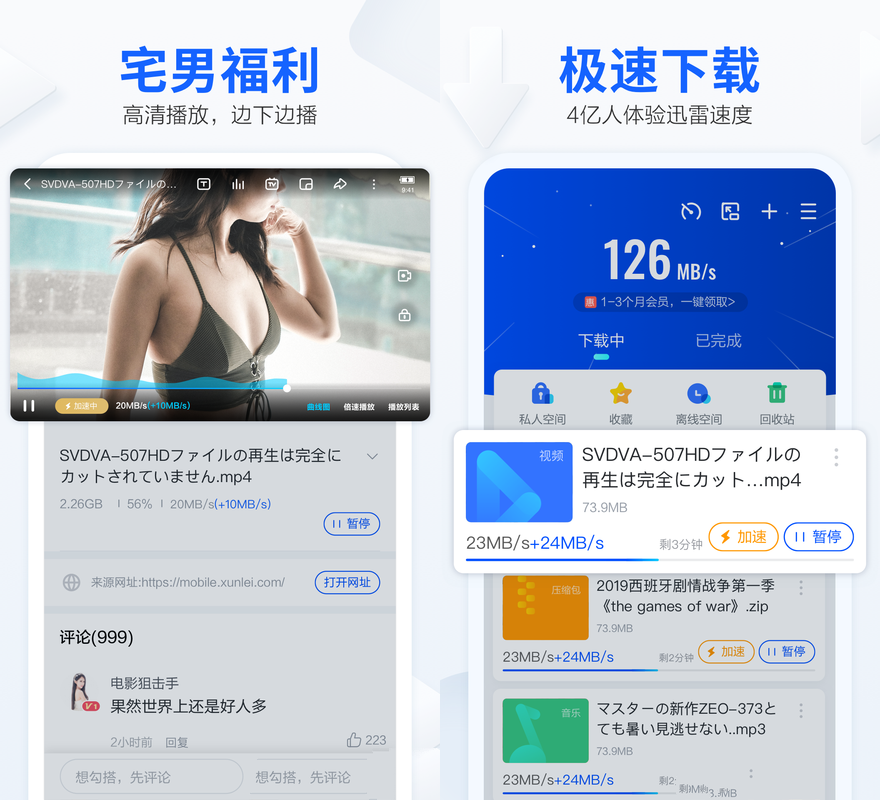 宅男福利
高清播放，边下边播
SVDVA-507HDファイルの...
9:41
加速中
20MB/s(+10MB/s)
曲线图
倍速播放
播放列表
SVDVA-507HDファイルの再生は完全に
カットされていません.mp4
2.26GB
56%
20MB/s(+10MB/s)
暂停
来源网址:https://mobile.xunlei.com/
打开网址
评论(999)
电影狙击手
V1
果然世界上还是好人多
2小时前
回复
223
想勾搭，先评论
想勾搭，先评论
极速下载
4亿人体验迅雷速度
126 MB/s
惠 1-3个月会员，一键领取>
下载中
已完成
私人空间
收藏
离线空间
回收站
视频
SVDVA-507HDファイルの
再生は完全にカット...mp4
73.9MB
23MB/s+24MB/s
剩3分钟
加速
暂停
压缩包
2019西班牙剧情战争第一季
《the games of war》.zip
73.9MB
23MB/s+24MB/s
剩2分钟
加速
暂停
音乐
マスターの新作ZEO-373と
ても暑い見逃せない..mp3
73.9MB
23MB/s+24MB/s